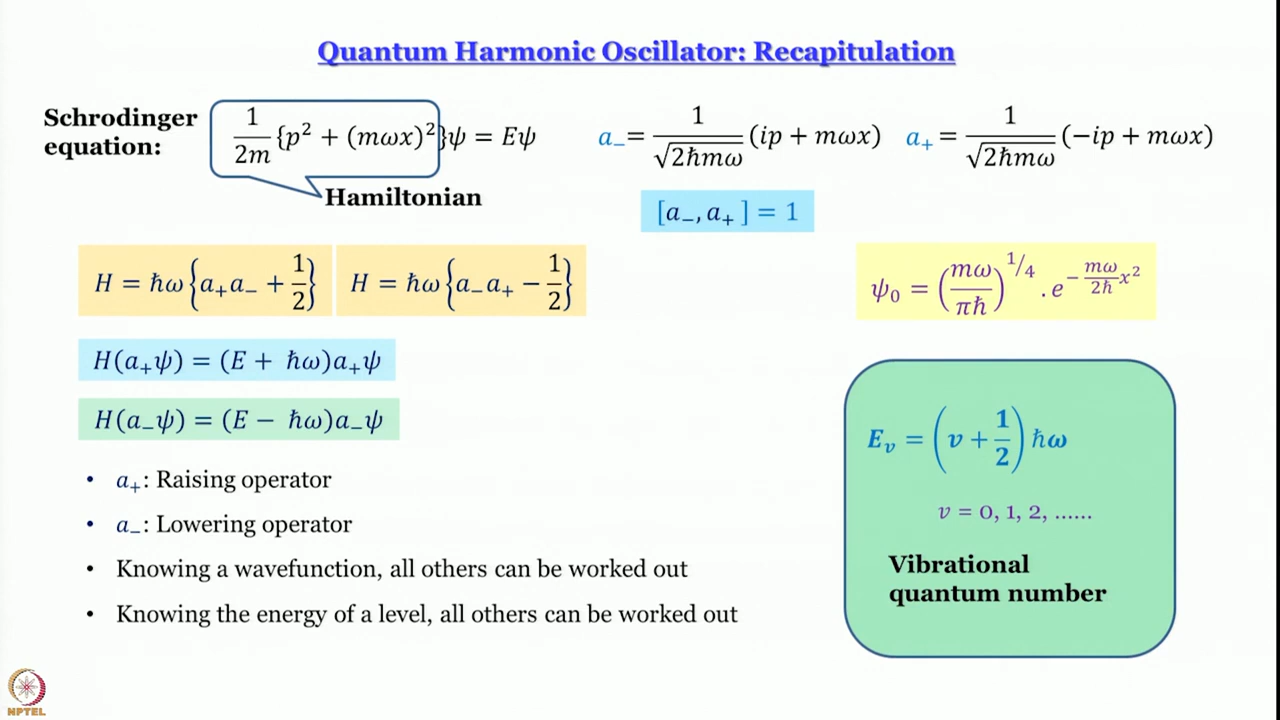 Quantum Harmonic Oscillator: Recapitulation
Schrodinger equation:
1/2m {p² + (mωx)²}ψ = Eψ
a₋= 1/√2ℏmω (ip + mωx)
a₊= 1/√2ℏmω (−ip + mωx)
Hamiltonian
[a₋, a₊ ] = 1
H = ℏω{a₊a₋ + 1/2}
H = ℏω{a₋a₊ − 1/2}
ψ₀ = (mω/πℏ)^1/4 . e^−(mω/2ℏ)x²
H(a₊ψ) = (E + ℏω)a₊ψ
H(a₋ψ) = (E − ℏω)a₋ψ
• a₊: Raising operator
• a₋: Lowering operator
• Knowing a wavefunction, all others can be worked out
• Knowing the energy of a level, all others can be worked out
Eᵥ = (v + 1/2) ℏω
v = 0, 1, 2, ......
Vibrational
quantum number
NPTEL